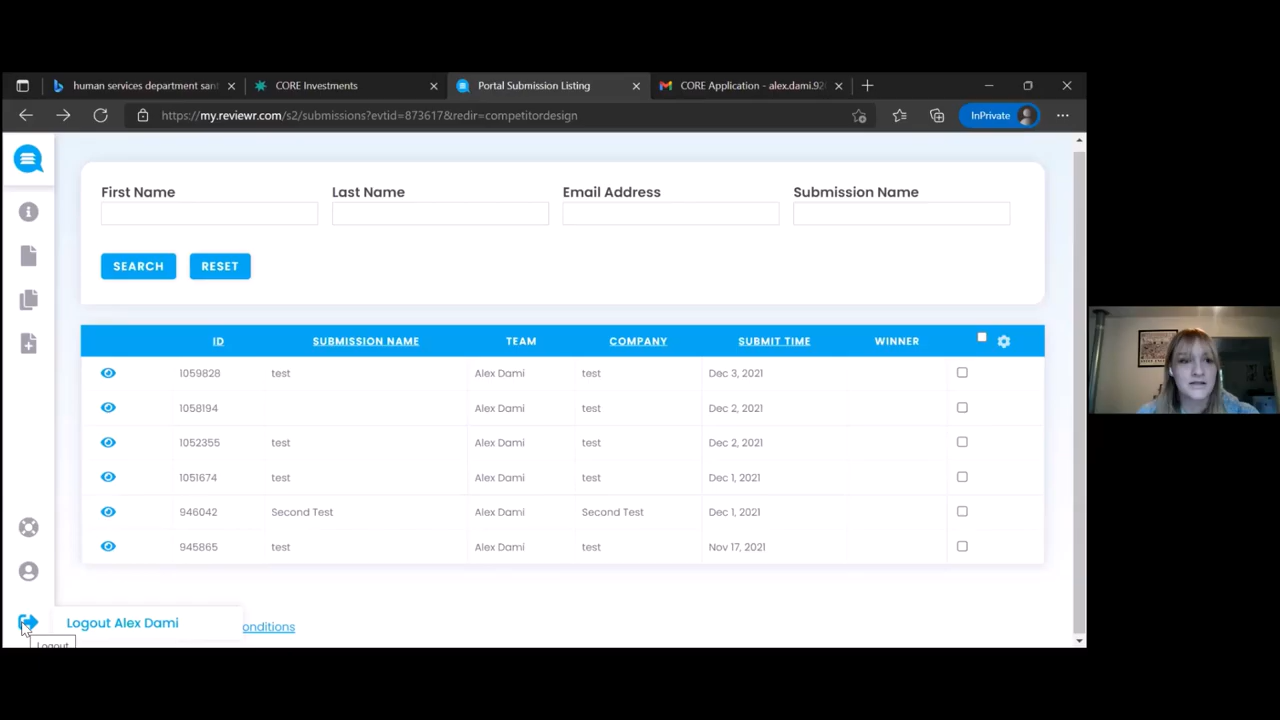 human services department sant
CORE Investments
Portal Submission Listing
CORE Application - alex.dami.92
https://my.reviewr.com/s2/submissions?evtid=873617&redir=competitordesign
InPrivate
First Name Last Name Email Address Submission Name
SEARCH RESET
ID SUBMISSION NAME TEAM COMPANY SUBMIT TIME WINNER
1059828 test Alex Dami test Dec 3, 2021
1058194 Alex Dami test Dec 2, 2021
1052355 test Alex Dami test Dec 2, 2021
1051674 test Alex Dami test Dec 1, 2021
946042 Second Test Alex Dami Second Test Dec 1, 2021
945865 test Alex Dami test Nov 17, 2021
Logout Alex Dami
onditions
Logout